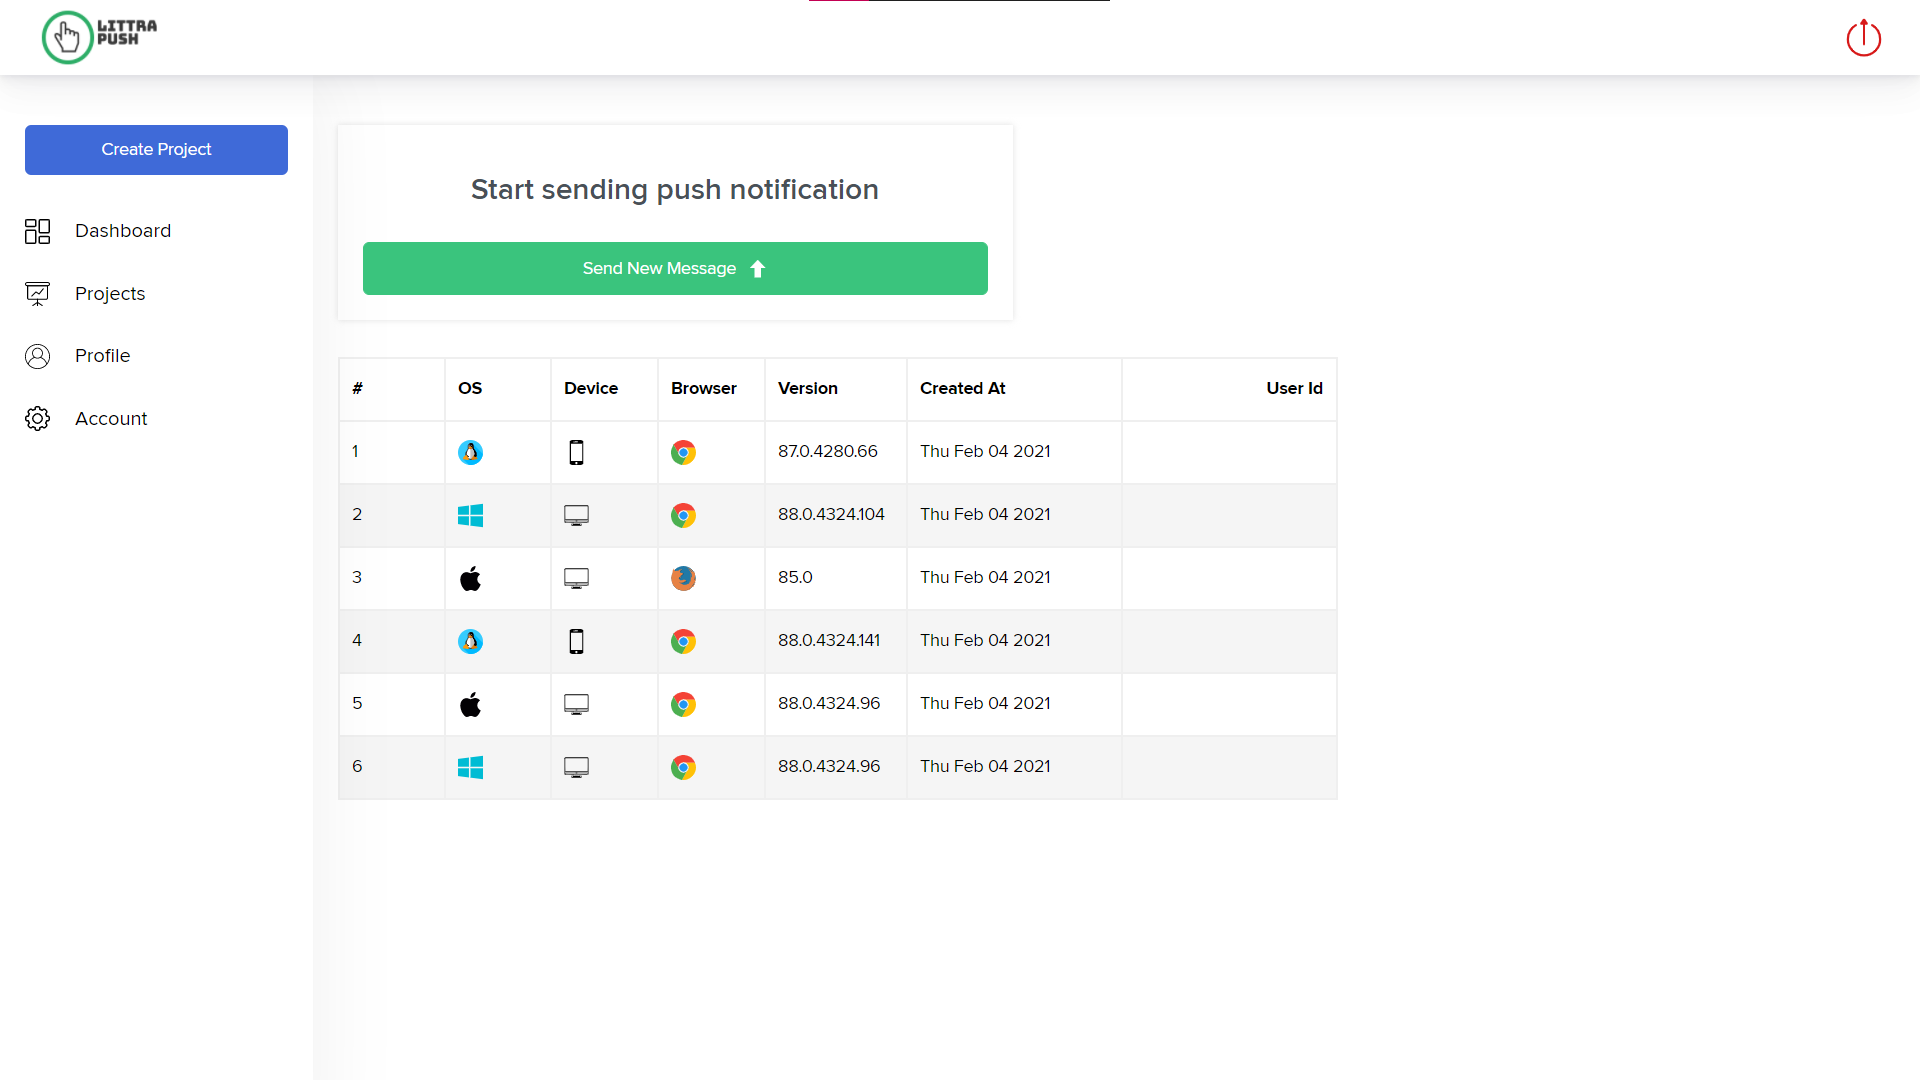 LITTRA
PUSH
Create Project
Dashboard
Projects
Profile
Account
Start sending push notification
Send New Message
# OS Device Browser Version Created At User Id
1 87.0.4280.66 Thu Feb 04 2021
2 88.0.4324.104 Thu Feb 04 2021
3 85.0 Thu Feb 04 2021
4 88.0.4324.141 Thu Feb 04 2021
5 88.0.4324.96 Thu Feb 04 2021
6 88.0.4324.96 Thu Feb 04 2021